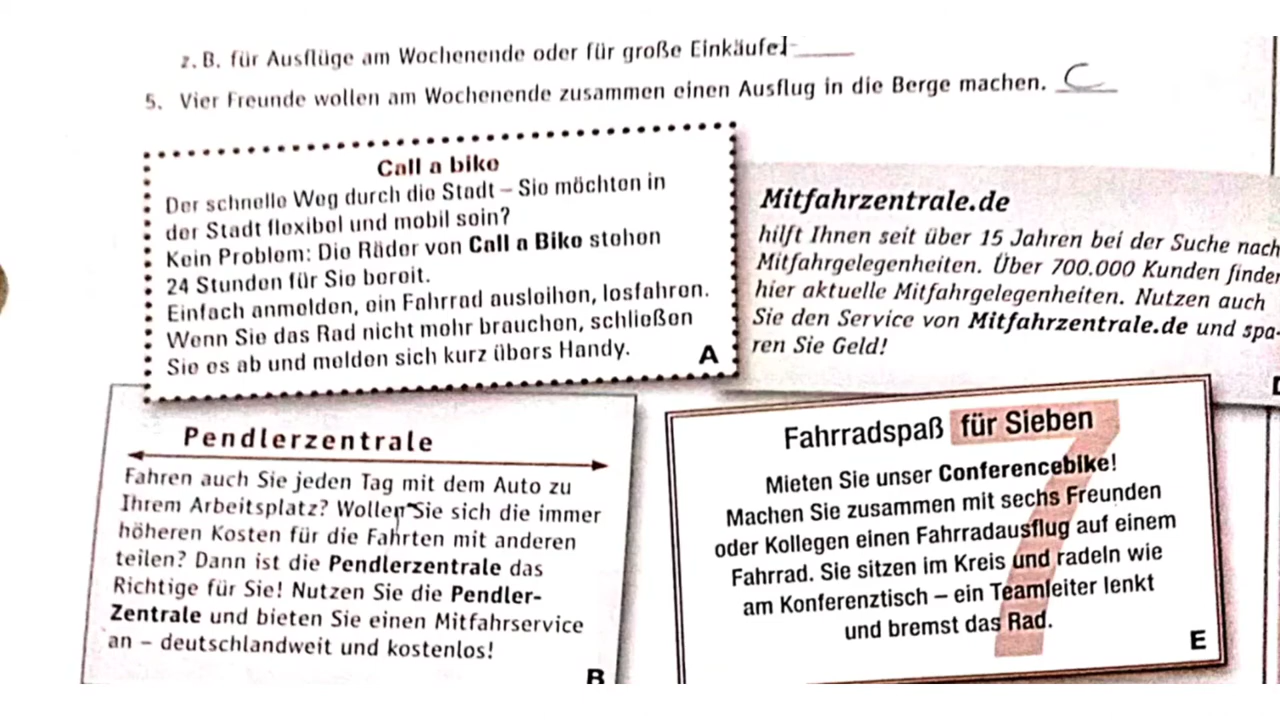 z. B. für Ausflüge am Wochenende oder für große Einkäufe.
5. Vier Freunde wollen am Wochenende zusammen einen Ausflug in die Berge machen. C
Call a bike
Der schnelle Weg durch die Stadt – Sie möchten in
der Stadt flexibel und mobil sein?
Kein Problem: Die Räder von Call a Bike stehen
24 Stunden für Sie bereit.
Einfach anmelden, ein Fahrrad ausleihen, losfahren.
Wenn Sie das Rad nicht mehr brauchen, schließen
Sie es ab und melden sich kurz übers Handy.
A
Mitfahrzentrale.de
hilft Ihnen seit über 15 Jahren bei der Suche nach
Mitfahrgelegenheiten. Über 700.000 Kunden finden
hier aktuelle Mitfahrgelegenheiten. Nutzen auch
Sie den Service von Mitfahrzentrale.de und spa-
ren Sie Geld!
Pendlerzentrale
Fahren auch Sie jeden Tag mit dem Auto zu
Ihrem Arbeitsplatz? Wollen Sie sich die immer
höheren Kosten für die Fahrten mit anderen
teilen? Dann ist die Pendlerzentrale das
Richtige für Sie! Nutzen Sie die Pendler-
Zentrale und bieten Sie einen Mitfahrservice
an – deutschlandweit und kostenlos!
B
Fahrradspaß für Sieben
Mieten Sie unser Conferencebike!
Machen Sie zusammen mit sechs Freunden
oder Kollegen einen Fahrradausflug auf einem
Fahrrad. Sie sitzen im Kreis und radeln wie
am Konferenztisch – ein Teamleiter lenkt
und bremst das Rad.
E